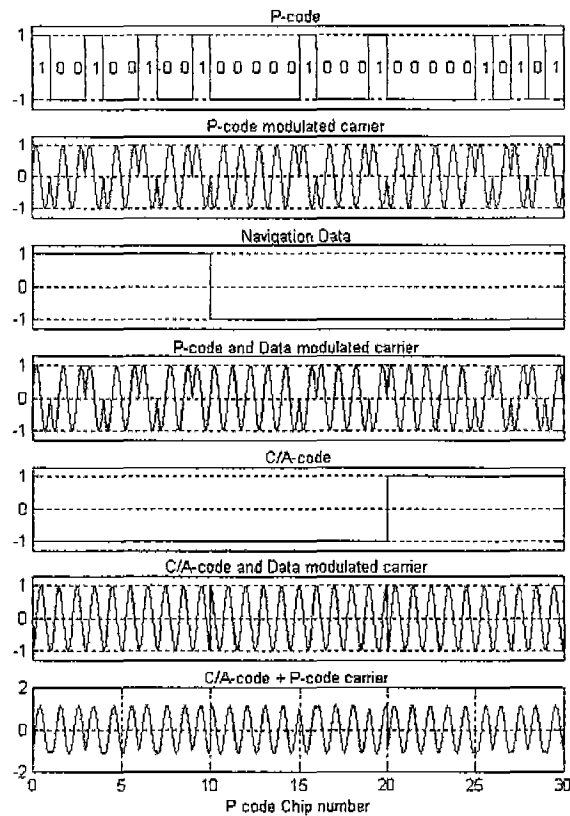 P-code
1
1 0 0 1 0 0 1 0 0 1 0 0 0 0 0 1 0 0 0 1 0 0 0 0 0 1 0 1 0 1
-1
P-code modulated carrier
1
0
-1
Navigation Data
1
0
-1
P-code and Data modulated carrier
1
0
-1
C/A-code
1
0
-1
C/A-code and Data modulated carrier
1
0
-1
C/A-code + P-code carrier
2
0
-2
0 5 10 15 20 25 30
P code Chip number